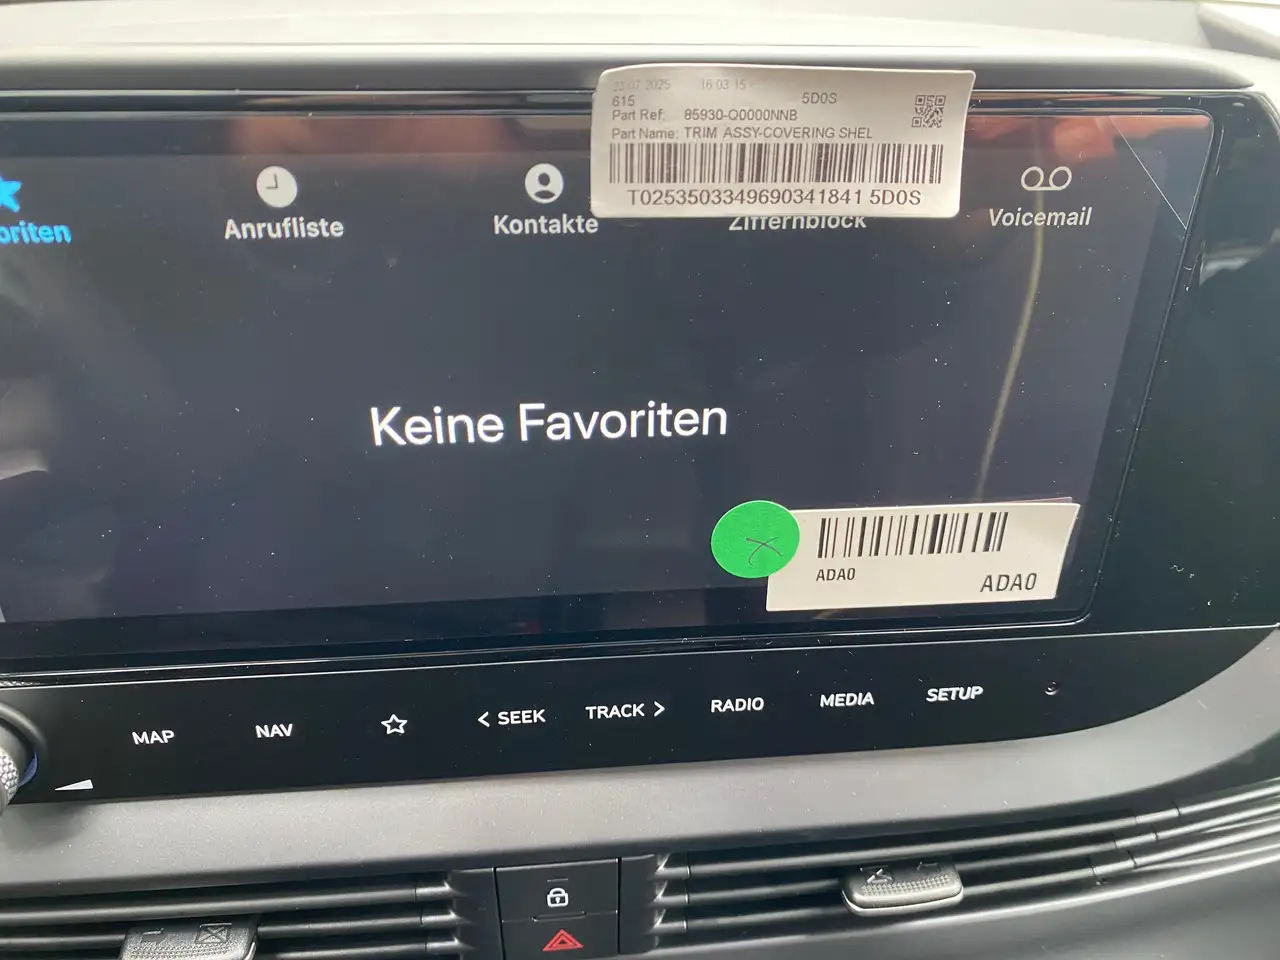 23.07.2025 16 03 15
615 5D0S
Part Ref: 85930-O0000NNB
Part Name: TRIM ASSY-COVERING SHEL
T02535033496903418415D0S
oriten
Anrufliste
Kontakte
Ziffernblock
Voicemail
Keine Favoriten
ADA0 ADA0
MAP
NAV
< SEEK
TRACK >
RADIO
MEDIA
SETUP